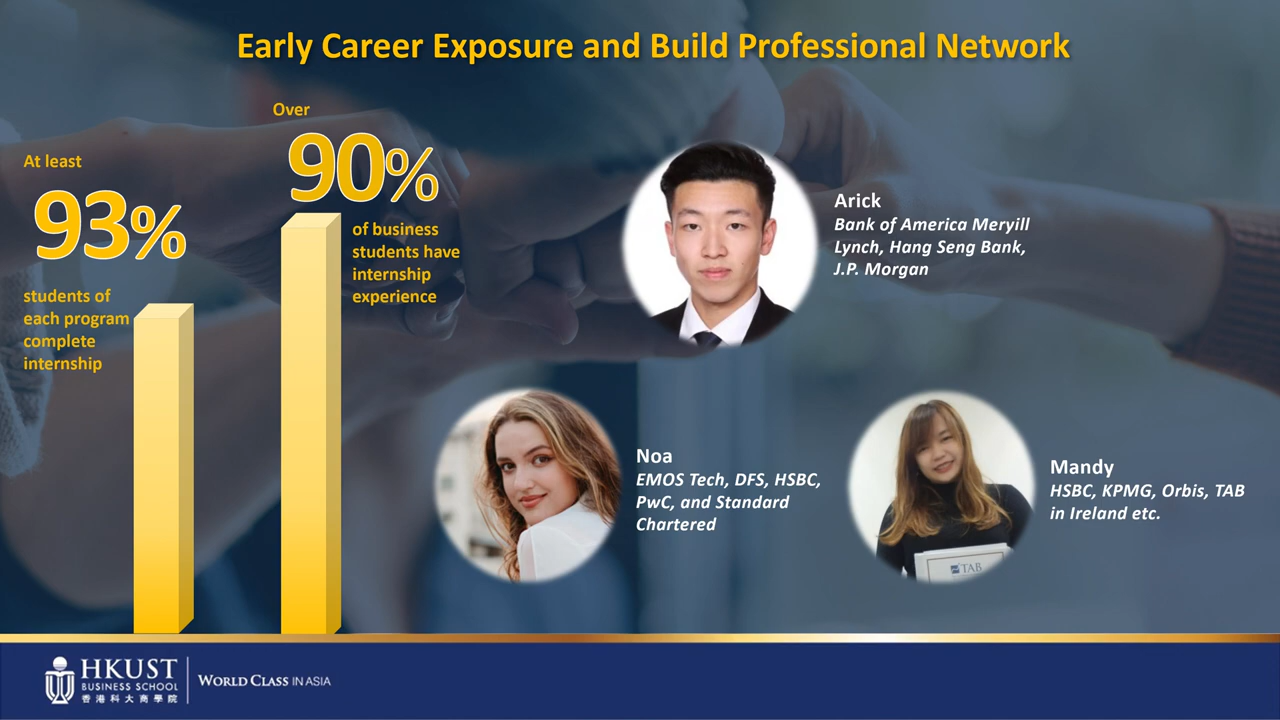 Early Career Exposure and Build Professional Network
At least
93%
students of
each program
complete
internship
Over
90%
of business
students have
internship
experience
Arick
Bank of America Meryill
Lynch, Hang Seng Bank,
J.P. Morgan
Noa
EMOS Tech, DFS, HSBC,
PwC, and Standard
Chartered
Mandy
HSBC, KPMG, Orbis, TAB
in Ireland etc.
TAB
HKUST
BUSINESS SCHOOL
香港科大商學院
WORLD CLASS IN ASIA